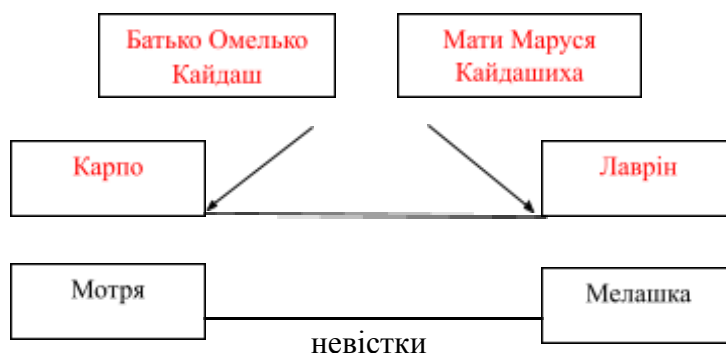 Батько Омелько
Кайдаш
Мати Маруся
Кайдашиха
Карпо
Лаврін
Мотря
Мелашка
невістки